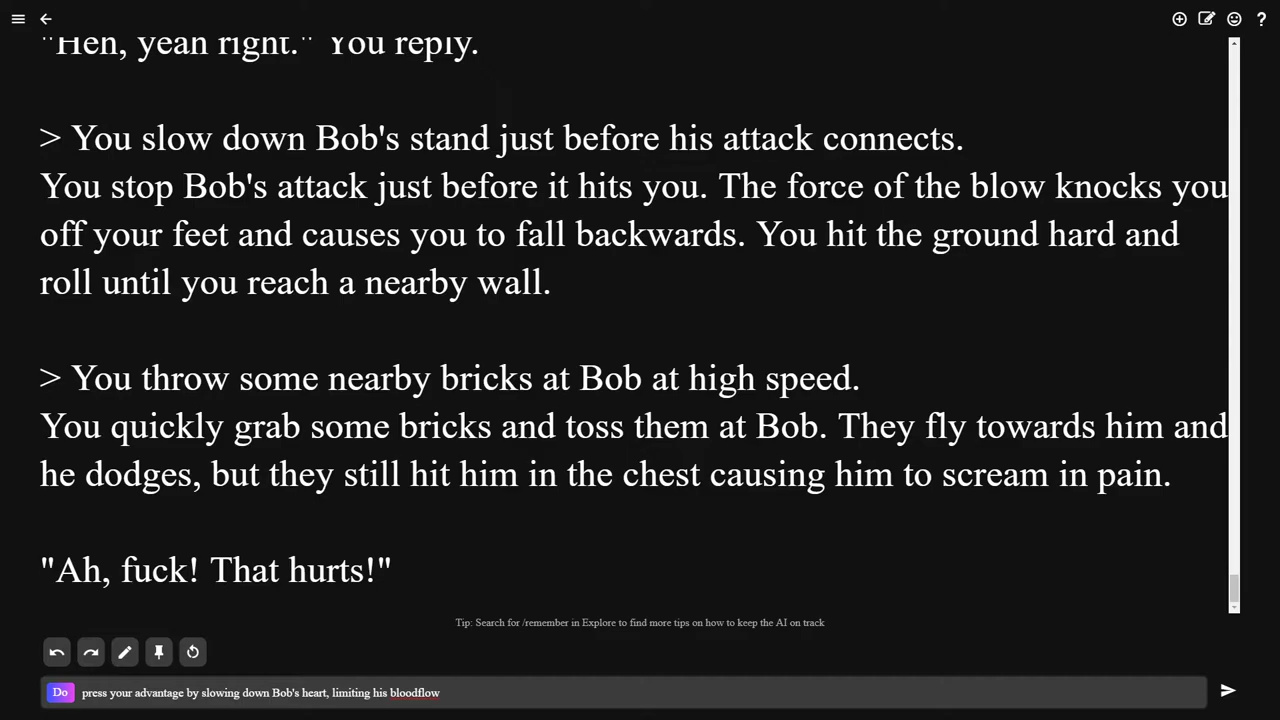 "Heh, yeah right." You reply.
> You slow down Bob's stand just before his attack connects.
You stop Bob's attack just before it hits you. The force of the blow knocks you
off your feet and causes you to fall backwards. You hit the ground hard and
roll until you reach a nearby wall.
> You throw some nearby bricks at Bob at high speed.
You quickly grab some bricks and toss them at Bob. They fly towards him and
he dodges, but they still hit him in the chest causing him to scream in pain.
"Ah, fuck! That hurts!"
Tip: Search for /remember in Explore to find more tips on how to keep the AI on track
Do press your advantage by slowing down Bob's heart, limiting his bloodflow